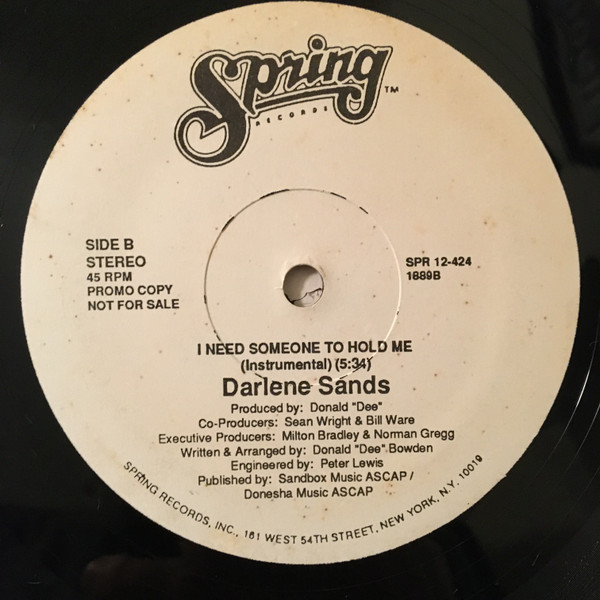 Spring™
RECORDS
SIDE B
STEREO
45 RPM
PROMO COPY
NOT FOR SALE
SPR 12-424
1889B
I NEED SOMEONE TO HOLD ME
(Instrumental) (5:34)
Darlene Sands
Produced by: Donald "Dee"
Co-Producers: Sean Wright & Bill Ware
Executive Producers: Milton Bradley & Norman Gregg
Written & Arranged by: Donald "Dee" Bowden
Engineered by: Peter Lewis
Published by: Sandbox Music ASCAP /
Donesha Music ASCAP
SPRING RECORDS, INC., 161 WEST 54TH STREET, NEW YORK, N.Y. 10019